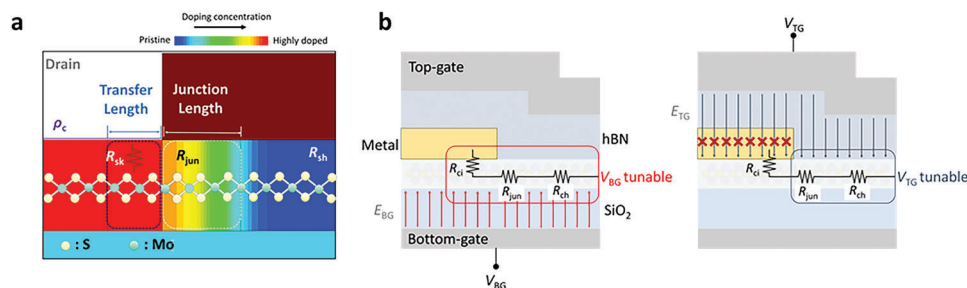 a
Doping concentration
Pristine
Highly doped
Drain
Transfer
Length
Junction
Length
ρc
Rsk
Rjun
Rsh
: S
: Mo
b
Top-gate
Metal
hBN
Rci
Rjun
Rch
VBG tunable
EBG
SiO2
Bottom-gate
VBG
VTG
ETG
Rci
Rjun
Rch
VTG tunable